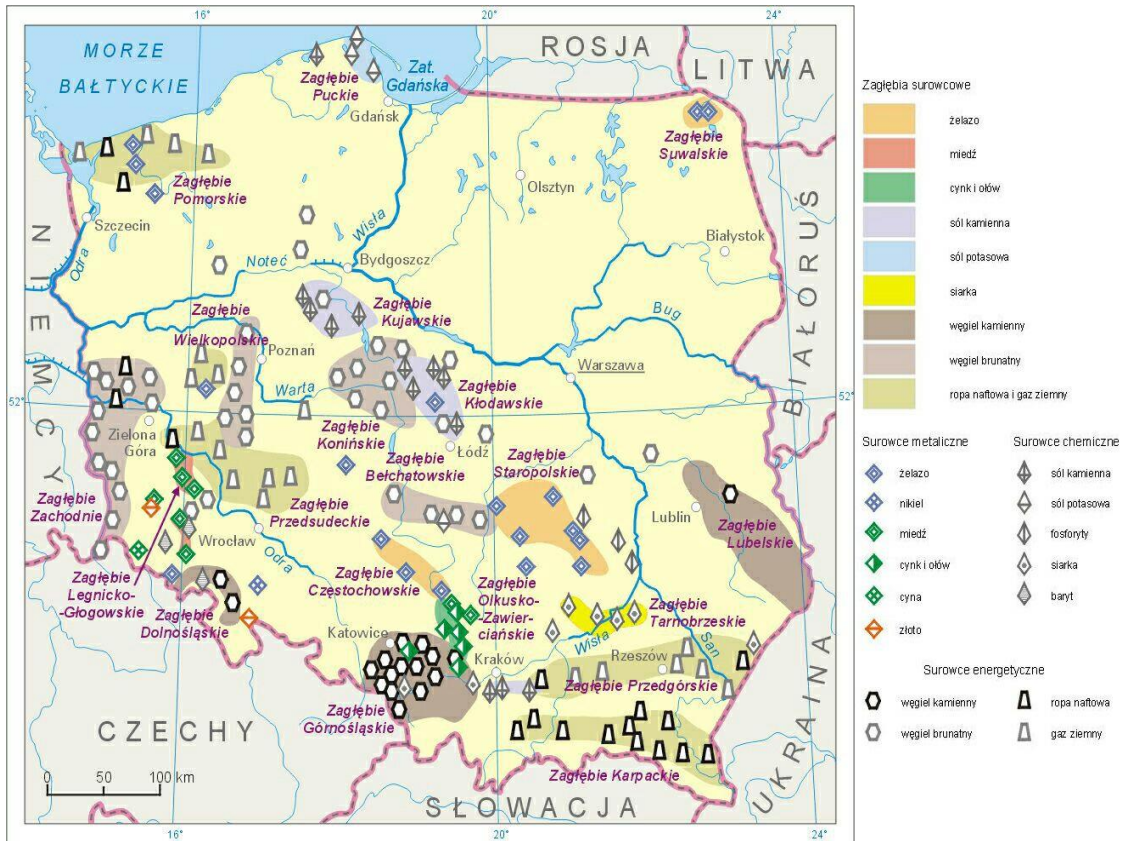 16°
20°
24°
MORZE
BAŁTYCKIE
ROSJA
LITWA
Zat.
Gdańska
Zagłębie
Puckie
Gdańsk
Zagłębie
Suwalskie
Olsztyn
Zagłębie
Pomorskie
Szczecin
Odra
Wisła
Białystok
BIAŁORUŚ
NIEMCY
Noteć
Bydgoszcz
Bug
Zagłębie
Wielkopolskie
Zagłębie
Kujawskie
Poznań
Warszawa
Warta
Zagłębie
Kłodawskie
52°
52°
Zielona
Góra
Zagłębie
Konińskie
Łódź
Zagłębie
Bełchatowskie
Zagłębie
Staropolskie
Zagłębie
Zachodnie
Zagłębie
Przedsudeckie
Lublin
Zagłębie
Lubelskie
Wrocław
Odra
Zagłębie
Legnicko-
-Głogowskie
Zagłębie
Częstochowskie
Zagłębie
Olkusko-
-Zawier-
ciańskie
Zagłębie
Dolnośląskie
Zagłębie
Tarnobrzeskie
Katowice
Wisła
San
Kraków
Rzeszów
Zagłębie Przedgórskie
Zagłębie
Górnośląskie
CZECHY
Zagłębie Karpackie
UKRAINA
SŁOWACJA
0 50 100 km
16°
20°
24°
Zagłębia surowcowe
żelazo
miedź
cynk i ołów
sól kamienna
sól potasowa
siarka
węgiel kamienny
węgiel brunatny
ropa naftowa i gaz ziemny
Surowce metaliczne
żelazo
nikiel
miedź
cynk i ołów
cyna
złoto
Surowce chemiczne
sól kamienna
sól potasowa
fosforyty
siarka
baryt
Surowce energetyczne
węgiel kamienny
węgiel brunatny
ropa naftowa
gaz ziemny